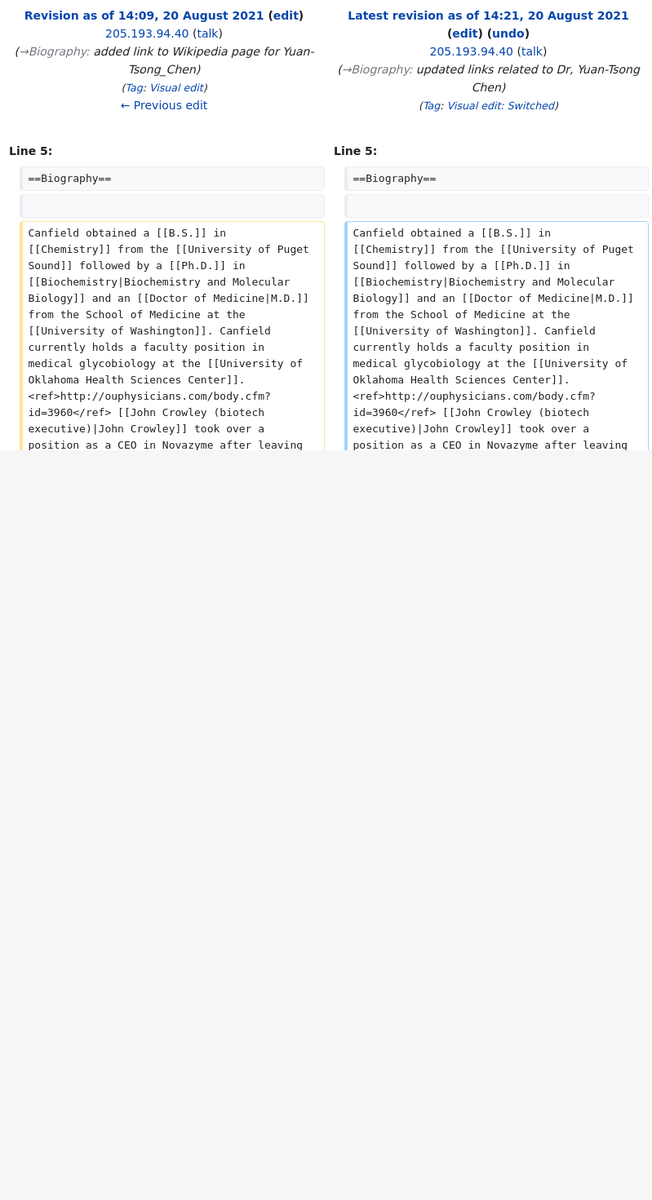 Revision as of 14:09, 20 August 2021 (edit)
205.193.94.40 (talk)
(→Biography: added link to Wikipedia page for Yuan-
Tsong_Chen)
(Tag: Visual edit)
← Previous edit
Latest revision as of 14:21, 20 August 2021
(edit) (undo)
205.193.94.40 (talk)
(→Biography: updated links related to Dr, Yuan-Tsong
Chen)
(Tag: Visual edit: Switched)
Line 5:
Line 5:
==Biography==
==Biography==
Canfield obtained a [[B.S.]] in
[[Chemistry]] from the [[University of Puget
Sound]] followed by a [[Ph.D.]] in
[[Biochemistry|Biochemistry and Molecular
Biology]] and an [[Doctor of Medicine|M.D.]]
from the School of Medicine at the
[[University of Washington]]. Canfield
currently holds a faculty position in
medical glycobiology at the [[University of
Oklahoma Health Sciences Center]].
<ref>http://ouphysicians.com/body.cfm?
id=3960</ref> [[John Crowley (biotech
executive)|John Crowley]] took over a
position as a CEO in Novazyme after leaving
Canfield obtained a [[B.S.]] in
[[Chemistry]] from the [[University of Puget
Sound]] followed by a [[Ph.D.]] in
[[Biochemistry|Biochemistry and Molecular
Biology]] and an [[Doctor of Medicine|M.D.]]
from the School of Medicine at the
[[University of Washington]]. Canfield
currently holds a faculty position in
medical glycobiology at the [[University of
Oklahoma Health Sciences Center]].
<ref>http://ouphysicians.com/body.cfm?
id=3960</ref> [[John Crowley (biotech
executive)|John Crowley]] took over a
position as a CEO in Novazyme after leaving